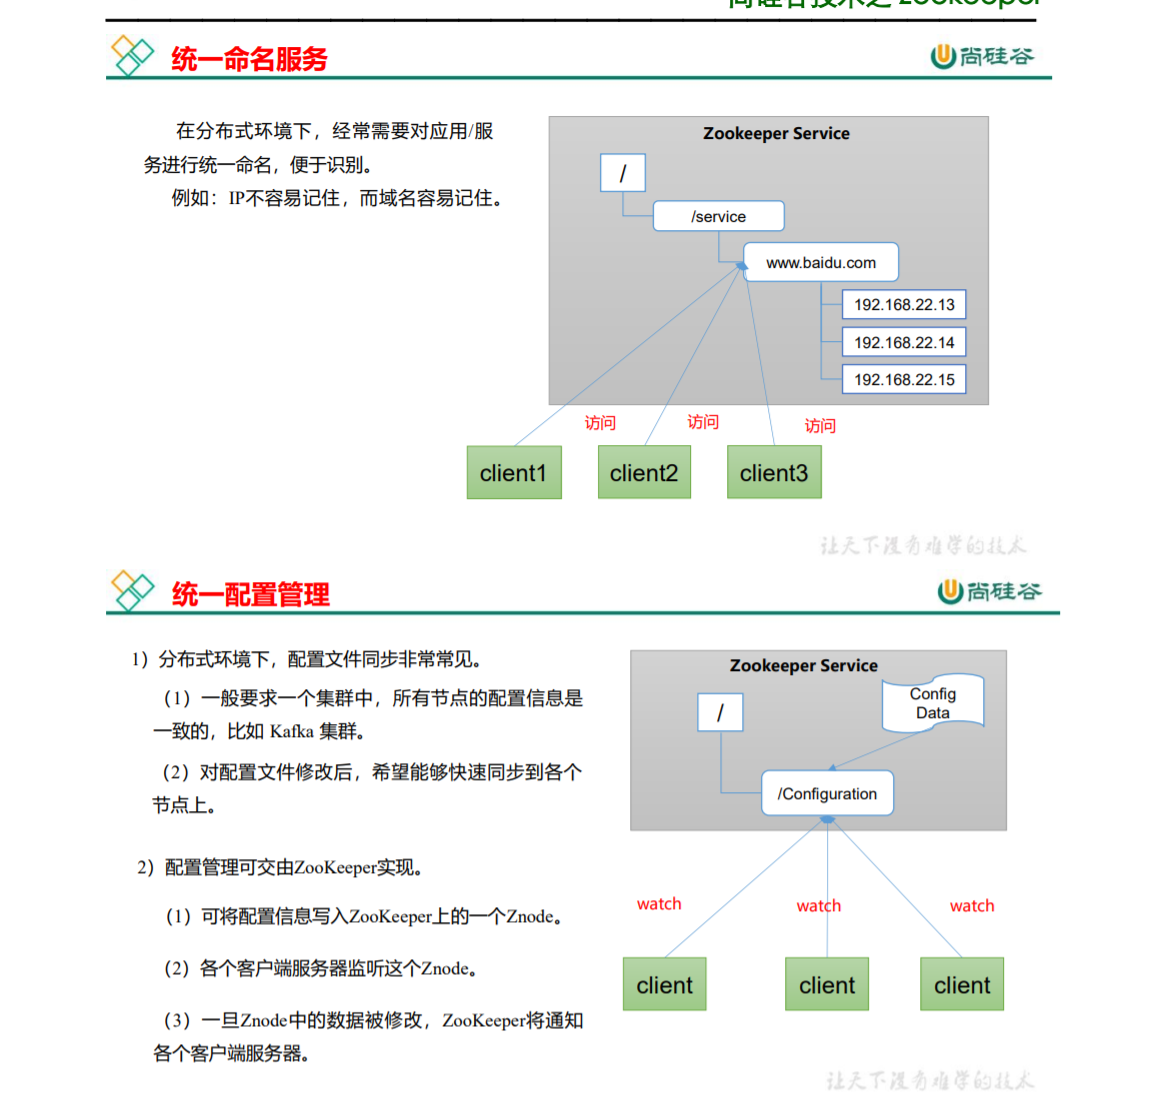 尚硅谷技术之 zookeeper
统一命名服务
尚硅谷
在分布式环境下，经常需要对应用/服
务进行统一命名，便于识别。
例如：IP不容易记住，而域名容易记住。
Zookeeper Service
/
/service
www.baidu.com
192.168.22.13
192.168.22.14
192.168.22.15
访问
访问
访问
client1
client2
client3
让天下没有难学的技术
统一配置管理
尚硅谷
1）分布式环境下，配置文件同步非常常见。
（1）一般要求一个集群中，所有节点的配置信息是
一致的，比如 Kafka 集群。
（2）对配置文件修改后，希望能够快速同步到各个
节点上。
2）配置管理可交由ZooKeeper实现。
（1）可将配置信息写入ZooKeeper上的一个Znode。
（2）各个客户端服务器监听这个Znode。
（3）一旦Znode中的数据被修改，ZooKeeper将通知
各个客户端服务器。
Zookeeper Service
/
Config
Data
/Configuration
watch
watch
watch
client
client
client
让天下没有难学的技术